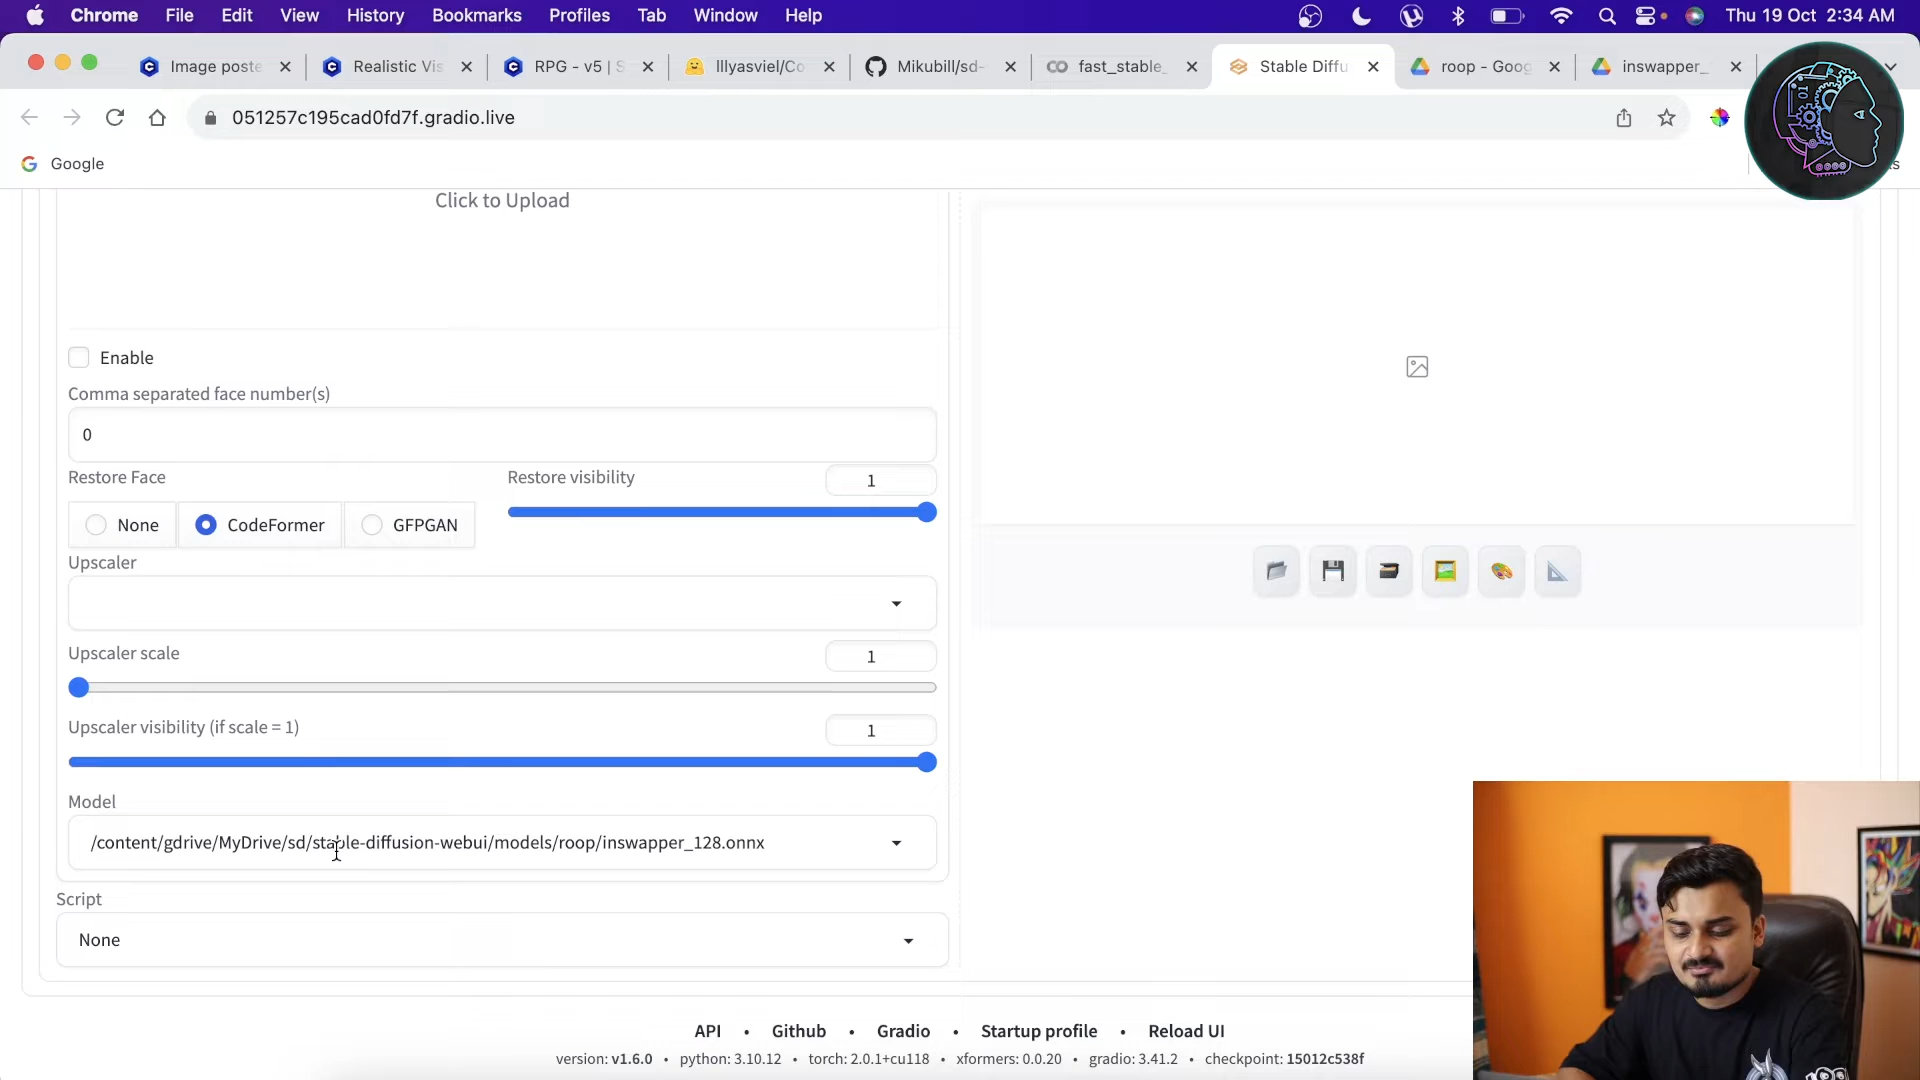 Chrome File Edit View History Bookmarks Profiles Tab Window Help Thu 19 Oct 2:34 AM
Image poste Realistic Vis RPG - v5 | S Illyasviel/Co Mikubill/sd- fast_stable_ Stable Diffu roop - Goog inswapper_
051257c195cad0fd7f.gradio.live
Google
Click to Upload
Enable
Comma separated face number(s)
0
Restore Face
Restore visibility
1
None CodeFormer GFPGAN
Upscaler
Upscaler scale
1
Upscaler visibility (if scale = 1)
1
Model
/content/gdrive/MyDrive/sd/stable-diffusion-webui/models/roop/inswapper_128.onnx
Script
None
API • Github • Gradio • Startup profile • Reload UI
version: v1.6.0 • python: 3.10.12 • torch: 2.0.1+cu118 • xformers: 0.0.20 • gradio: 3.41.2 • checkpoint: 15012c538f